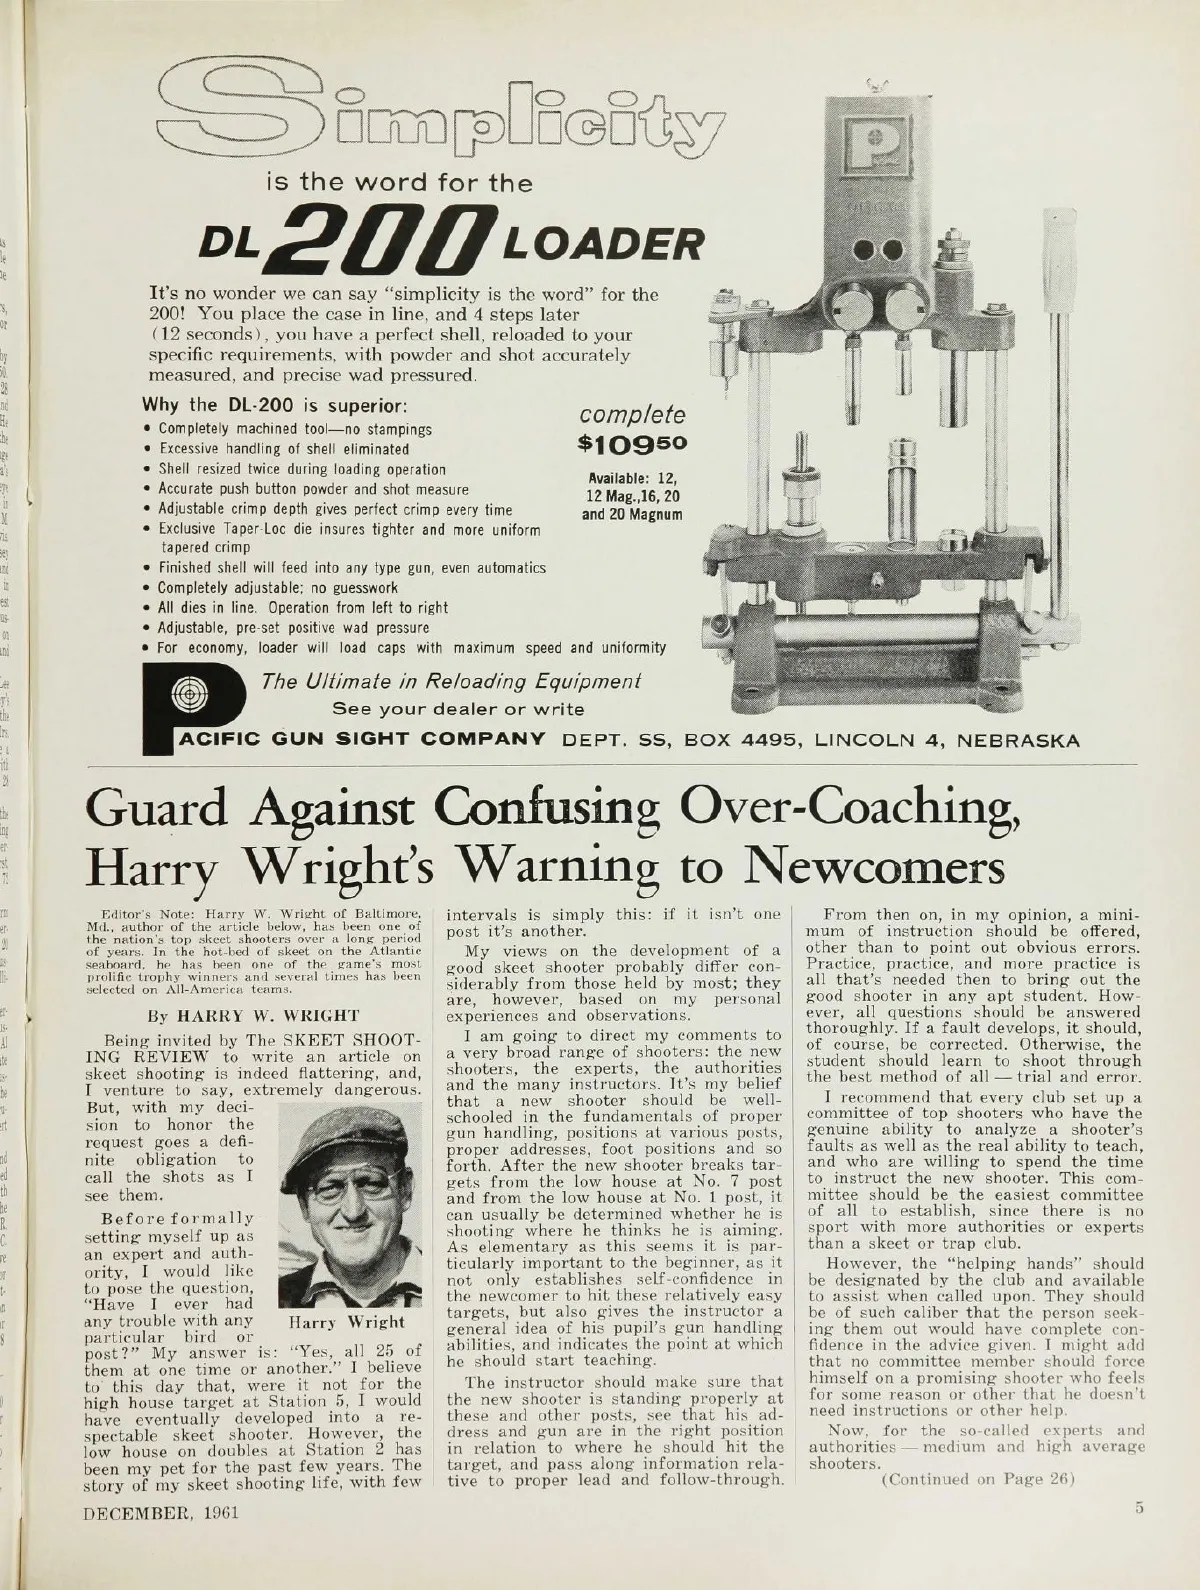 Simplicity
is the word for the
DL 200 LOADER
It's no wonder we can say “simplicity is the word” for the
200! You place the case in line, and 4 steps later
(12 seconds), you have a perfect shell, reloaded to your
specific requirements, with powder and shot accurately
measured, and precise wad pressured.
Why the DL-200 is superior:
• Completely machined tool—no stampings
• Excessive handling of shell eliminated
• Shell resized twice during loading operation
• Accurate push button powder and shot measure
• Adjustable crimp depth gives perfect crimp every time
• Exclusive Taper-Loc die insures tighter and more uniform
tapered crimp
• Finished shell will feed into any type gun, even automatics
• Completely adjustable; no guesswork
• All dies in line. Operation from left to right
• Adjustable, pre-set positive wad pressure
• For economy, loader will load caps with maximum speed and uniformity
complete
$10950
Available: 12,
12 Mag.,16, 20
and 20 Magnum
The Ultimate in Reloading Equipment
See your dealer or write
PACIFIC GUN SIGHT COMPANY DEPT. SS, BOX 4495, LINCOLN 4, NEBRASKA
Guard Against Confusing Over-Coaching,
Harry Wright's Warning to Newcomers
Editor's Note: Harry W. Wright of Baltimore,
Md., author of the article below, has been one of
the nation's top skeet shooters over a long period
of years. In the hot-bed of skeet on the Atlantic
seaboard, he has been one of the game's most
prolific trophy winners and several times has been
selected on All-America teams.
By HARRY W. WRIGHT
Being invited by The SKEET SHOOT-
ING REVIEW to write an article on
skeet shooting is indeed flattering, and,
I venture to say, extremely dangerous.
But, with my deci-
sion to honor the
request goes a defi-
nite obligation to
call the shots as I
see them.
Before formally
setting myself up as
an expert and auth-
ority, I would like
to pose the question,
“Have I ever had
any trouble with any
particular bird or
post?” My answer is: “Yes, all 25 of
them at one time or another.” I believe
to this day that, were it not for the
high house target at Station 5, I would
have eventually developed into a re-
spectable skeet shooter. However, the
low house on doubles at Station 2 has
been my pet for the past few years. The
story of my skeet shooting life, with few
Harry Wright
intervals is simply this: if it isn't one
post it's another.
My views on the development of a
good skeet shooter probably differ con-
siderably from those held by most; they
are, however, based on my personal
experiences and observations.
I am going to direct my comments to
a very broad range of shooters: the new
shooters, the experts, the authorities
and the many instructors. It's my belief
that a new shooter should be well-
schooled in the fundamentals of proper
gun handling, positions at various posts,
proper addresses, foot positions and so
forth. After the new shooter breaks tar-
gets from the low house at No. 7 post
and from the low house at No. 1 post, it
can usually be determined whether he is
shooting where he thinks he is aiming.
As elementary as this seems it is par-
ticularly important to the beginner, as it
not only establishes self-confidence in
the newcomer to hit these relatively easy
targets, but also gives the instructor a
general idea of his pupil's gun handling
abilities, and indicates the point at which
he should start teaching.
The instructor should make sure that
the new shooter is standing properly at
these and other posts, see that his ad-
dress and gun are in the right position
in relation to where he should hit the
target, and pass along information rela-
tive to proper lead and follow-through.
From then on, in my opinion, a mini-
mum of instruction should be offered,
other than to point out obvious errors.
Practice, practice, and more practice is
all that's needed then to bring out the
good shooter in any apt student. How-
ever, all questions should be answered
thoroughly. If a fault develops, it should,
of course, be corrected. Otherwise, the
student should learn to shoot through
the best method of all — trial and error.
I recommend that every club set up a
committee of top shooters who have the
genuine ability to analyze a shooter's
faults as well as the real ability to teach,
and who are willing to spend the time
to instruct the new shooter. This com-
mittee should be the easiest committee
of all to establish, since there is no
sport with more authorities or experts
than a skeet or trap club.
However, the “helping hands” should
be designated by the club and available
to assist when called upon. They should
be of such caliber that the person seek-
ing them out would have complete con-
fidence in the advice given. I might add
that no committee member should force
himself on a promising shooter who feels
for some reason or other that he doesn't
need instructions or other help.
Now, for the so-called experts and
authorities — medium and high average
shooters.
(Continued on Page 26)
DECEMBER, 1961
5